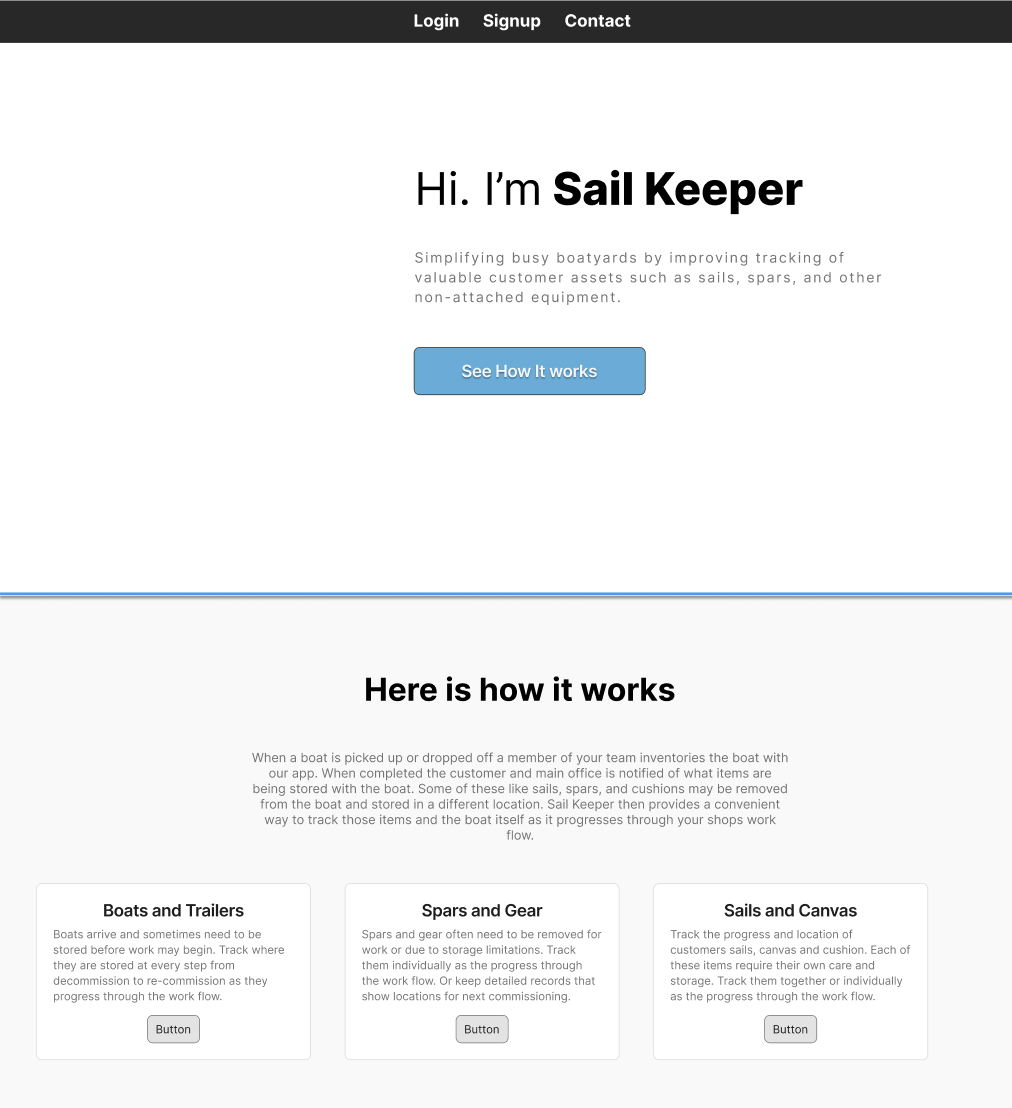 Login Signup Contact
Hi. I’m Sail Keeper
Simplifying busy boatyards by improving tracking of
valuable customer assets such as sails, spars, and other
non-attached equipment.
See How It works
Here is how it works
When a boat is picked up or dropped off a member of your team inventories the boat with
our app. When completed the customer and main office is notified of what items are
being stored with the boat. Some of these like sails, spars, and cushions may be removed
from the boat and stored in a different location. Sail Keeper then provides a convenient
way to track those items and the boat itself as it progresses through your shops work
flow.
Boats and Trailers
Boats arrive and sometimes need to be
stored before work may begin. Track where
they are stored at every step from
decommission to re-commission as they
progress through the work flow.
Button
Spars and Gear
Spars and gear often need to be removed for
work or due to storage limitations. Track
them individually as the progress through
the work flow. Or keep detailed records that
show locations for next commissioning.
Button
Sails and Canvas
Track the progress and location of
customers sails, canvas and cushion. Each of
these items require their own care and
storage. Track them together or individually
as the progress through the work flow.
Button